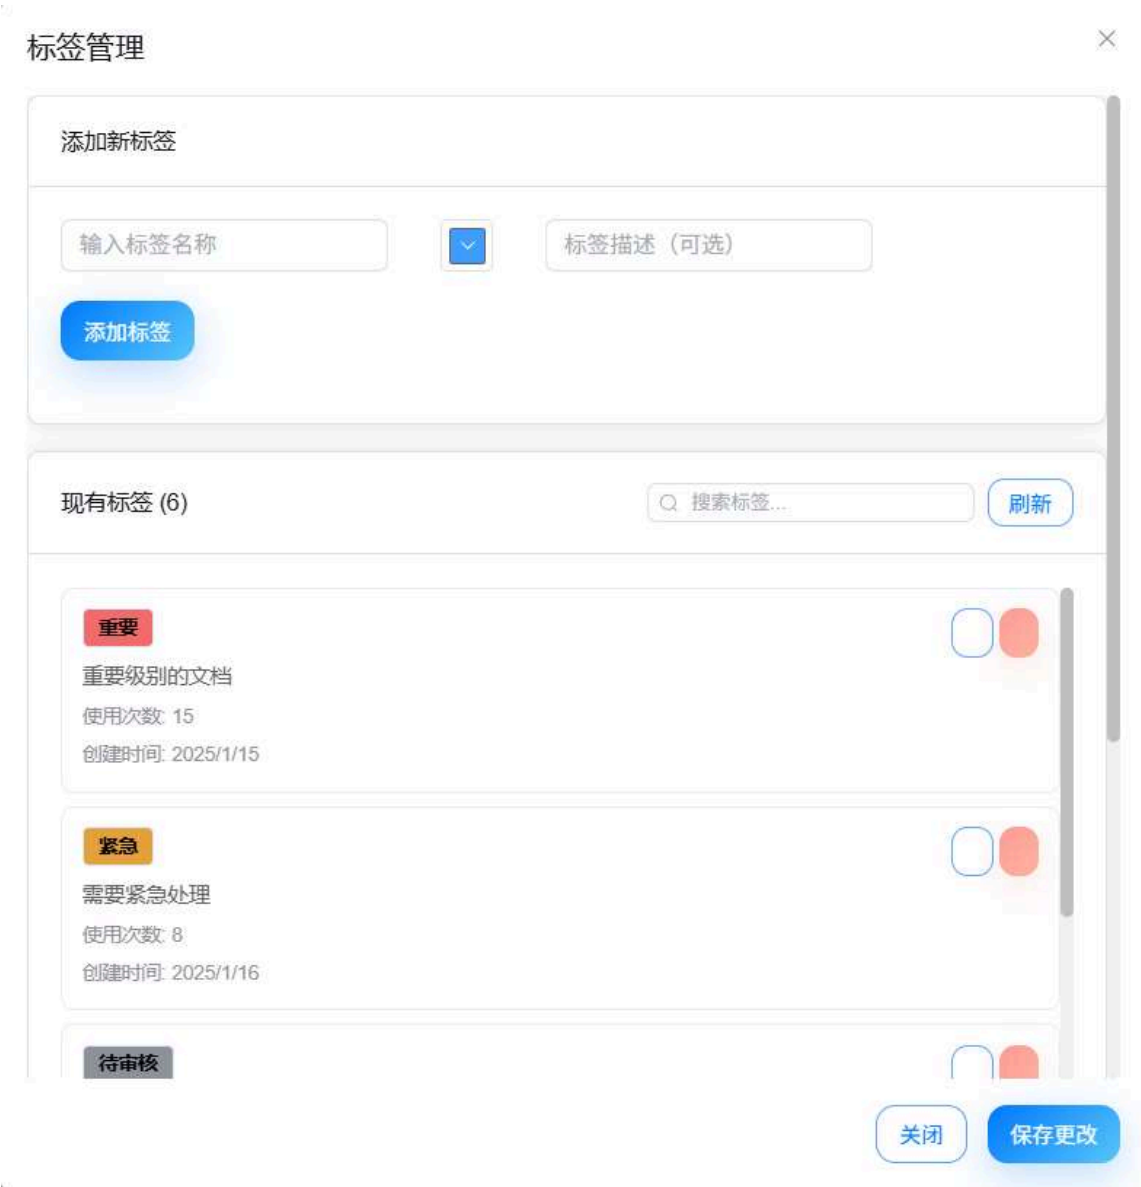 标签管理
添加新标签
输入标签名称
标签描述（可选）
添加标签
现有标签 (6)
搜索标签...
刷新
重要
重要级别的文档
使用次数: 15
创建时间: 2025/1/15
紧急
需要紧急处理
使用次数: 8
创建时间: 2025/1/16
待审核
关闭
保存更改